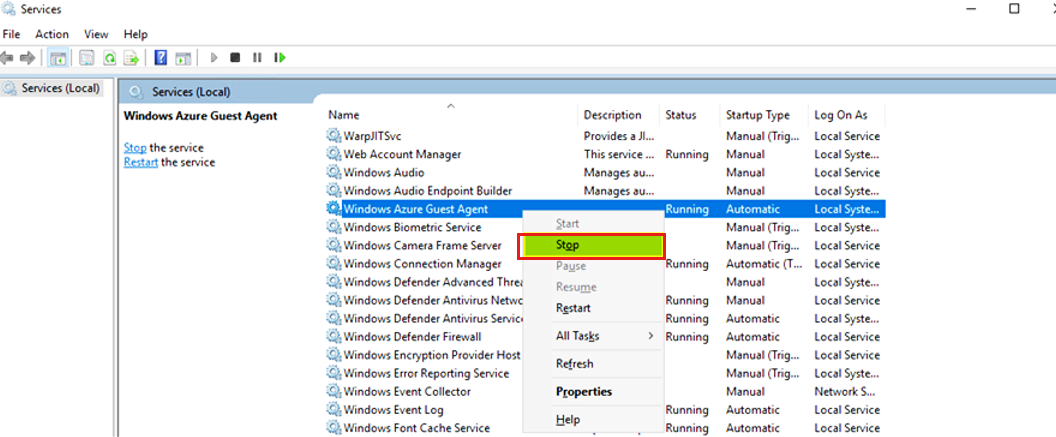 Services
File Action View Help
Services (Local)
Services (Local)
Windows Azure Guest Agent
Stop the service
Restart the service
Name Description Status Startup Type Log On As
WarpJITSvc Provides a JI... Manual (Trig... Local Service
Web Account Manager This service ... Running Manual Local Syste...
Windows Audio Manages au... Manual Local Service
Windows Audio Endpoint Builder Manages au... Manual Local Syste...
Windows Azure Guest Agent Running Automatic Local Syste...
Windows Biometric Service Manual (Trig... Local Syste...
Windows Camera Frame Server Manual (Trig... Local Service
Windows Connection Manager Running Automatic (T... Local Service
Windows Defender Advanced Threa Manual Local Syste...
Windows Defender Antivirus Netwo Running Manual Local Service
Windows Defender Antivirus Service Running Automatic Local Syste...
Windows Defender Firewall Running Automatic Local Service
Windows Encryption Provider Host Manual (Trig... Local Service
Windows Error Reporting Service Manual (Trig... Local Syste...
Windows Event Collector Manual Network S...
Windows Event Log Running Automatic Local Service
Windows Font Cache Service Running Automatic Local Service
Start
Stop
Pause
Resume
Restart
All Tasks
Refresh
Properties
Help